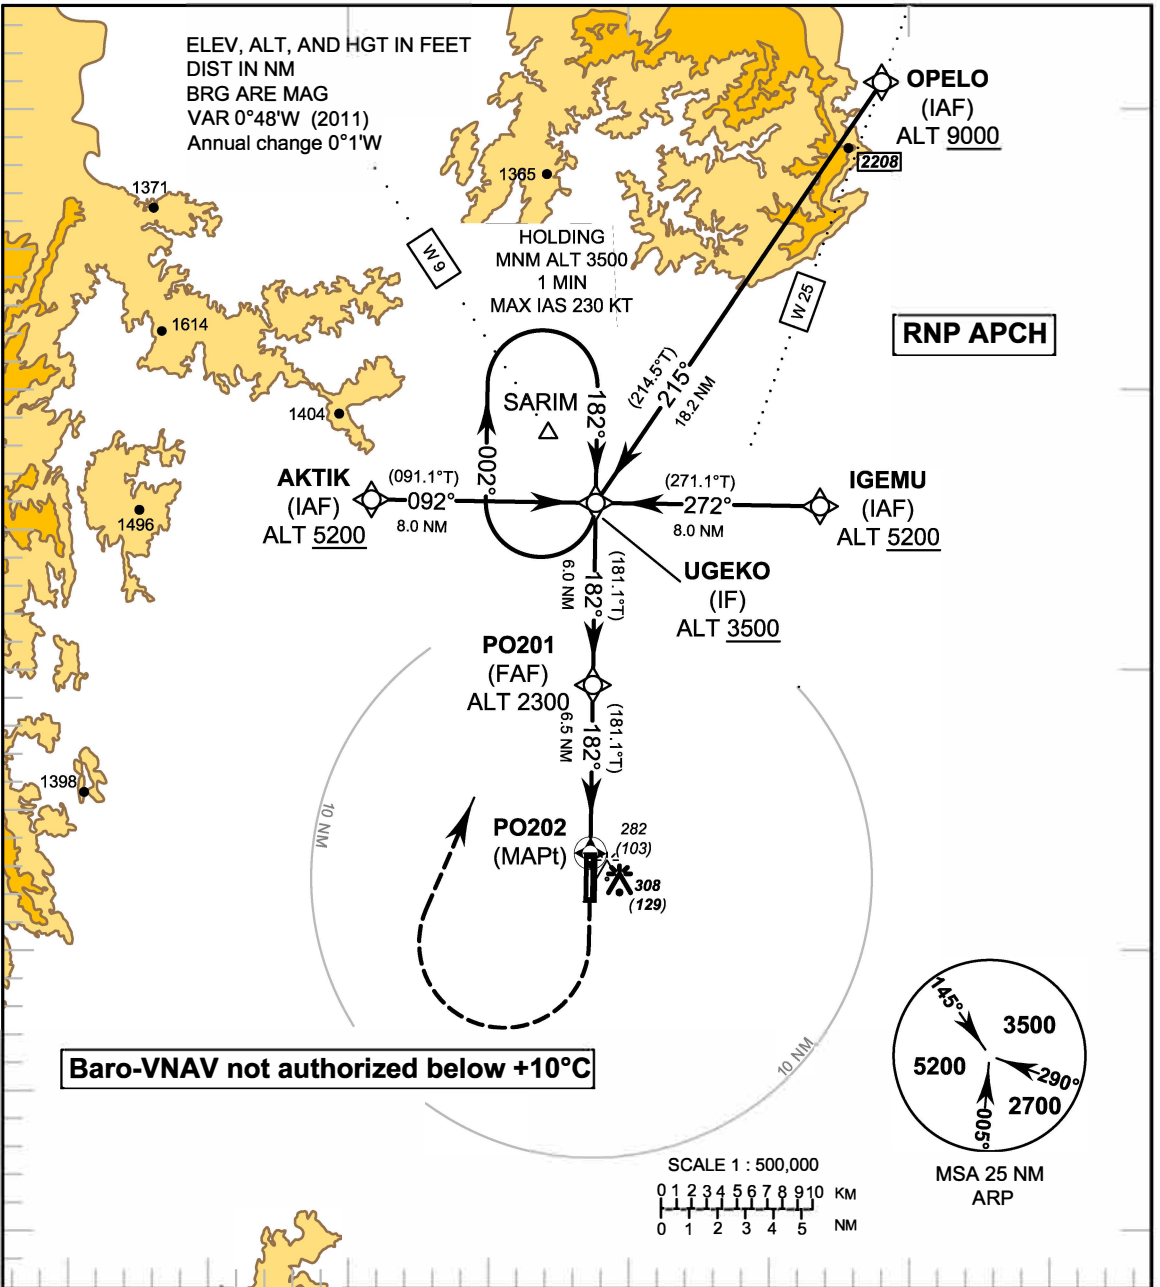 ELEV, ALT, AND HGT IN FEET
DIST IN NM
BRG ARE MAG
VAR 0°48'W (2011)
Annual change 0°1'W
OPELO
(IAF)
ALT 9000
2208
1365
1371
W 9
HOLDING
MNM ALT 3500
1 MIN
MAX IAS 230 KT
W 25
1614
RNP APCH
(214.5°T)
215°
18.2 NM
1404
SARIM
182°
002°
AKTIK
(IAF)
ALT 5200
(091.1°T)
092°
8.0 NM
(271.1°T)
272°
8.0 NM
IGEMU
(IAF)
ALT 5200
1496
UGEKO
(IF)
ALT 3500
(181.1°T)
182°
6.0 NM
PO201
(FAF)
ALT 2300
(181.1°T)
182°
6.5 NM
1398
10 NM
PO202
(MAPt)
282
(103)
308
(129)
10 NM
Baro-VNAV not authorized below +10°C
145°
3500
5200
290°
2700
005°
MSA 25 NM
ARP
SCALE 1 : 500,000
0 1 2 3 4 5 6 7 8 9 10 KM
0 1 2 3 4 5 NM